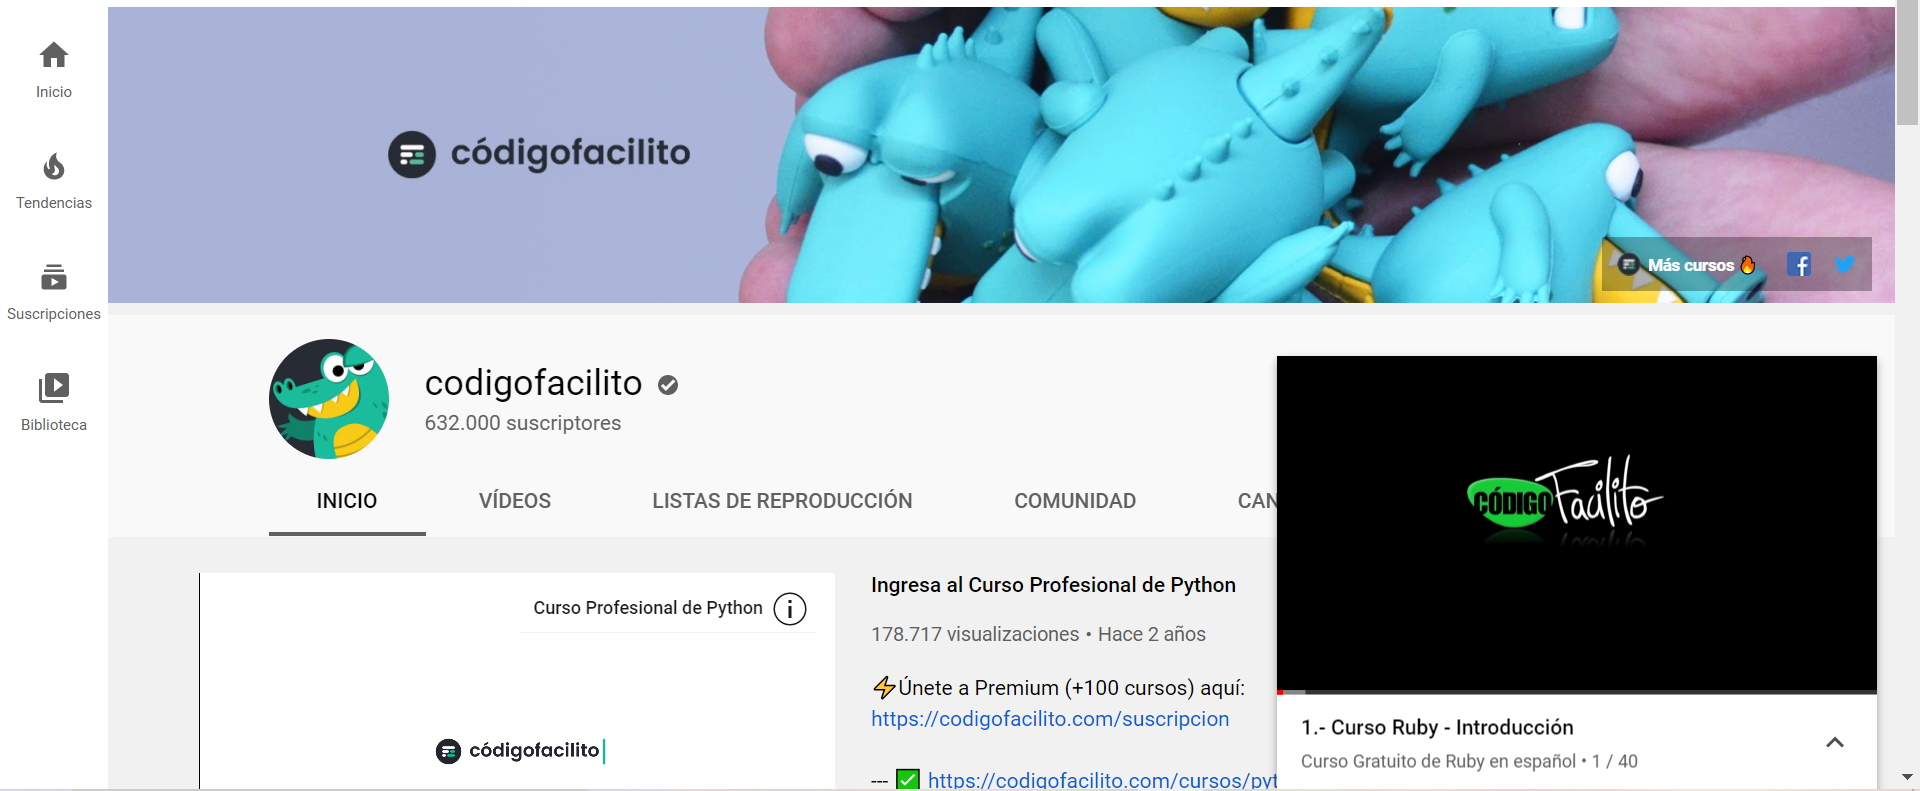 Inicio
Tendencias
Suscripciones
Biblioteca
códigofacilito
Más cursos🔥
codigofacilito
632.000 suscriptores
INICIO
VÍDEOS
LISTAS DE REPRODUCCIÓN
COMUNIDAD
CAN
Curso Profesional de Python
códigofacilito
Ingresa al Curso Profesional de Python
178.717 visualizaciones • Hace 2 años
⚡Únete a Premium (+100 cursos) aquí:
https://codigofacilito.com/suscripcion
--- ✅ https://codigofacilito.com/cursos/pyt
CÓDIGO Facilito
1.- Curso Ruby - Introducción
Curso Gratuito de Ruby en español • 1 / 40